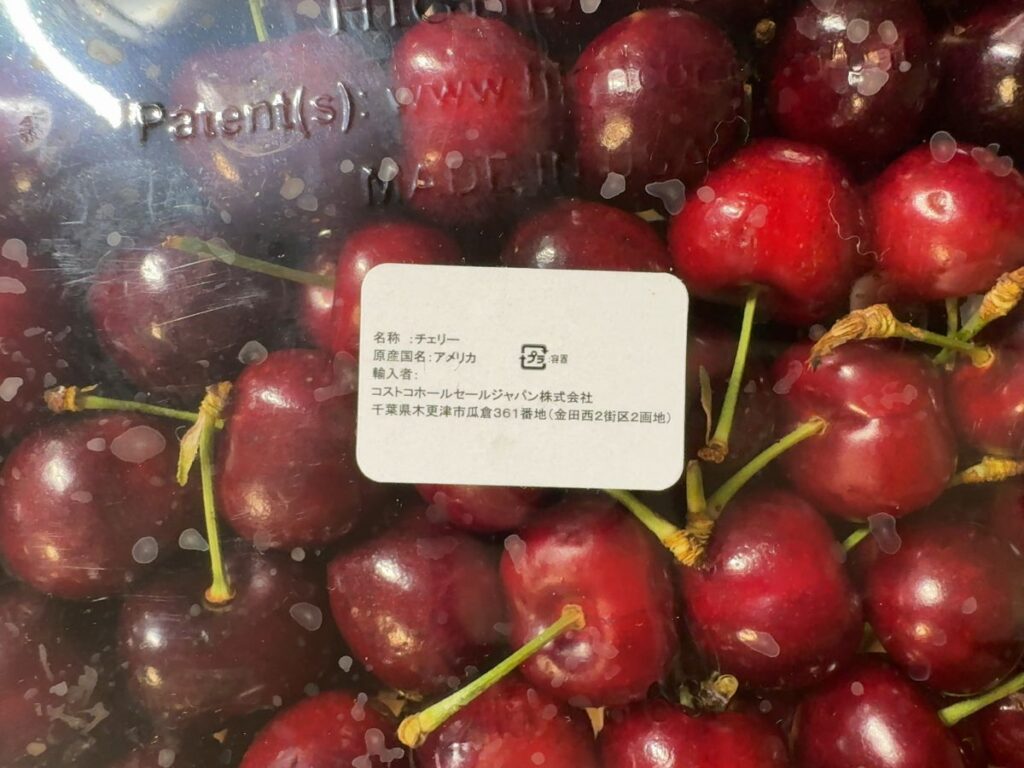 Patent(s): www.
MADE IN USA
名称 :チェリー
原産国名:アメリカ
プラ :容器
輸入者:
コストコホールセールジャパン株式会社
千葉県木更津市瓜倉361番地(金田西2街区2画地)